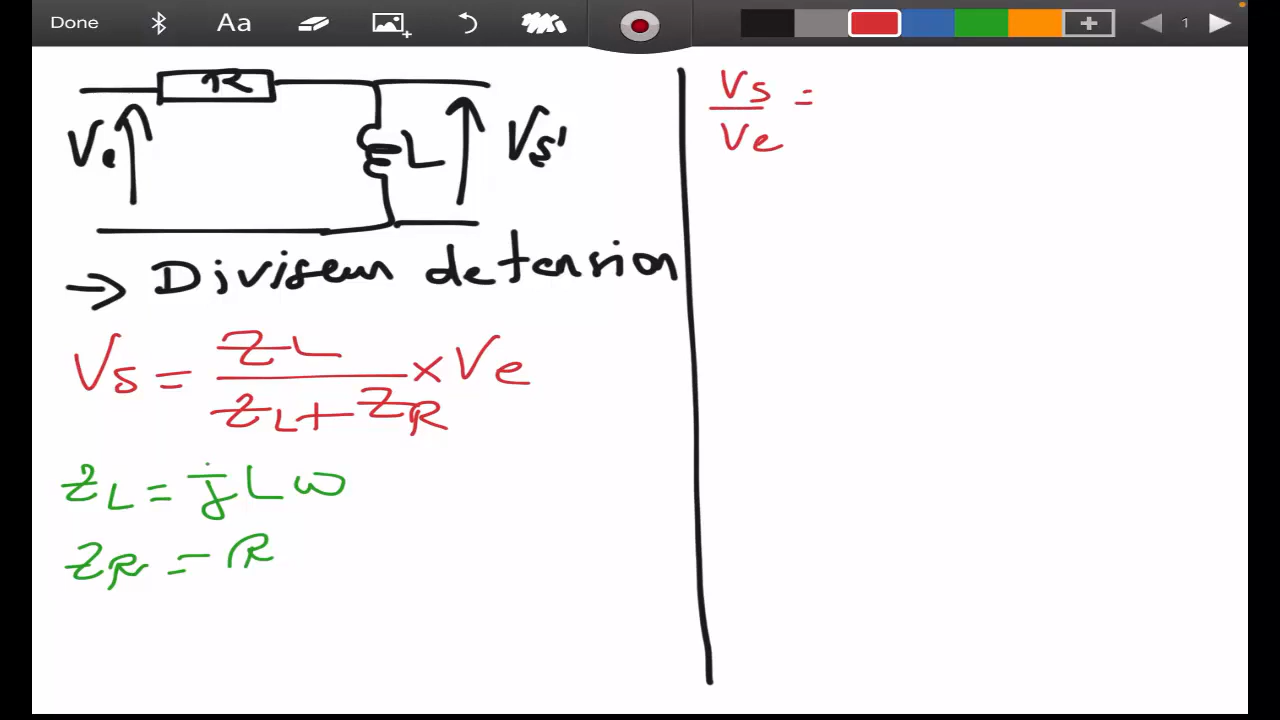 Done
Aa
1
R
Ve
L
Vs'
→ Diviseur de tension
Vs = ZL / (ZL + ZR) × Ve
ZL = jLω
ZR = R
Vs / Ve =